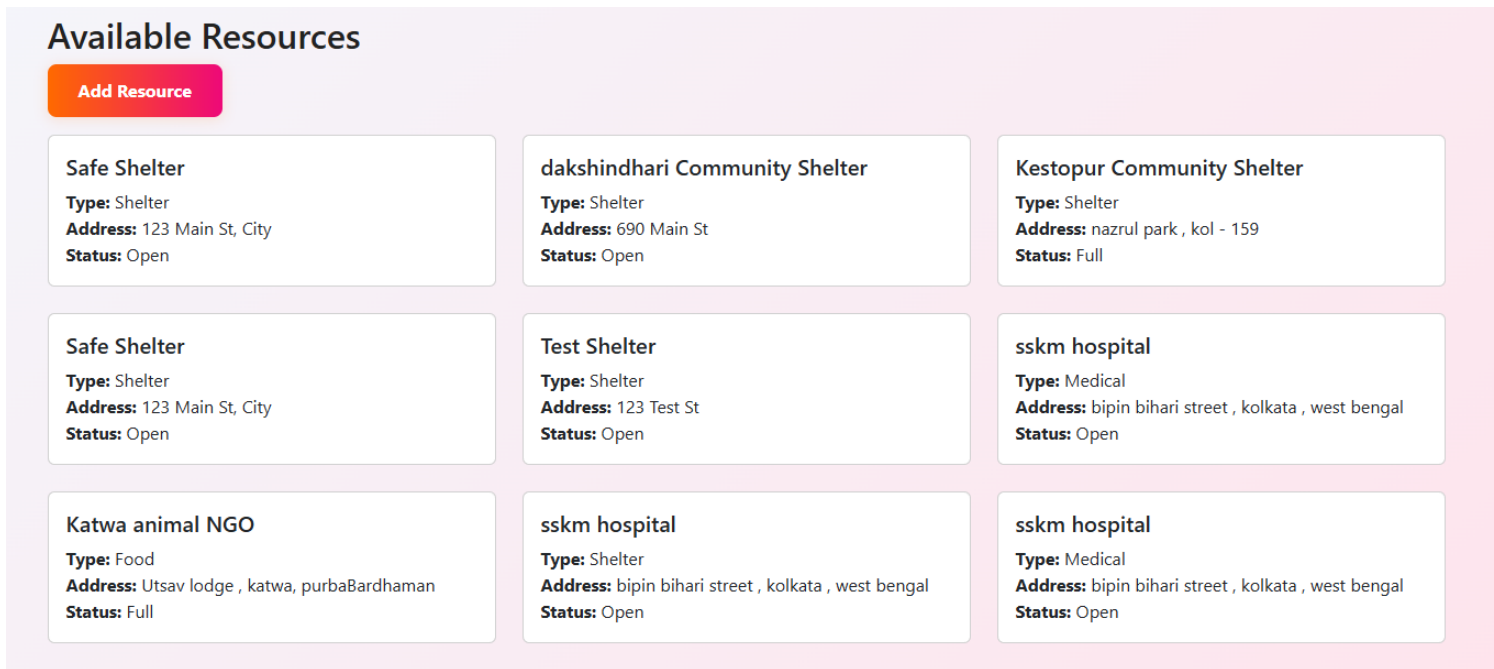 Available Resources
Add Resource
Safe Shelter
Type: Shelter
Address: 123 Main St, City
Status: Open
dakshindhari Community Shelter
Type: Shelter
Address: 690 Main St
Status: Open
Kestopur Community Shelter
Type: Shelter
Address: nazrul park , kol - 159
Status: Full
Safe Shelter
Type: Shelter
Address: 123 Main St, City
Status: Open
Test Shelter
Type: Shelter
Address: 123 Test St
Status: Open
sskm hospital
Type: Medical
Address: bipin bihari street , kolkata , west bengal
Status: Open
Katwa animal NGO
Type: Food
Address: Utsav lodge , katwa, purbaBardhaman
Status: Full
sskm hospital
Type: Shelter
Address: bipin bihari street , kolkata , west bengal
Status: Open
sskm hospital
Type: Medical
Address: bipin bihari street , kolkata , west bengal
Status: Open